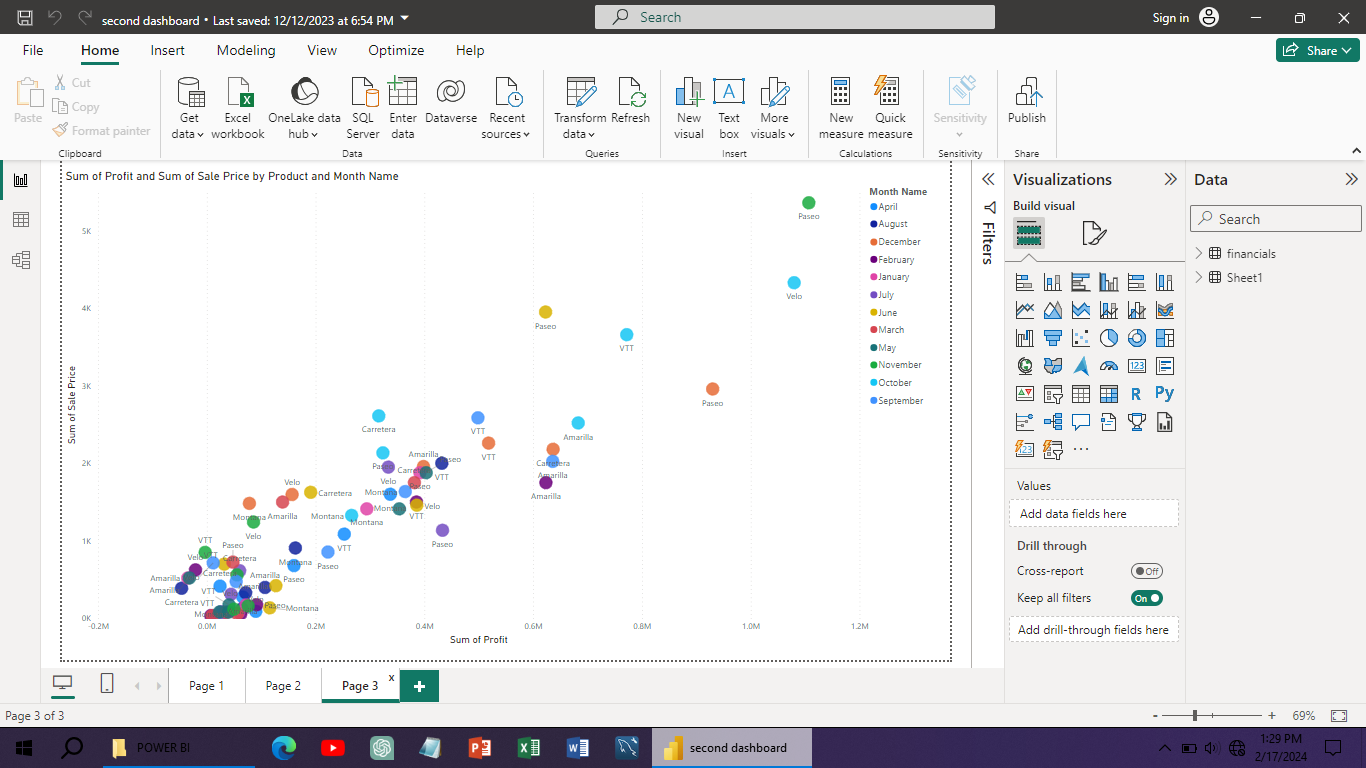 second dashboard • Last saved: 12/12/2023 at 6:54 PM
Search
Sign in
File Home Insert Modeling View Optimize Help
Share
Paste
Cut
Copy
Format painter
Clipboard
Get data
Excel workbook
OneLake data hub
SQL Server
Enter data
Dataverse
Recent sources
Data
Transform data
Refresh
Queries
New visual
Text box
More visuals
Insert
New measure
Quick measure
Calculations
Sensitivity
Sensitivity
Publish
Share
Sum of Profit and Sum of Sale Price by Product and Month Name
Month Name
April
August
December
February
January
July
June
March
May
November
October
September
Sum of Sale Price
5K
4K
3K
2K
1K
0K
Paseo
Velo
Paseo
VTT
Paseo
Carretera
VTT
Amarilla
VTT
Amarilla
Carretera
VTT
Amarilla
Velo
Amarilla
Velo
Carretera
Montana
Amarilla
Montana
Montana
Velo
VTT
Velo
VTT
Paseo
VTT
Paseo
Carretera
Montana
Paseo
Amarilla
Carretera
Amarilla
Paseo
VTT
Carretera
VTT
Paseo
Montana
-0.2M 0.0M 0.2M 0.4M 0.6M 0.8M 1.0M 1.2M
Sum of Profit
Filters
Visualizations
Build visual
123
R
Py
123
Values
Add data fields here
Drill through
Cross-report
Off
Keep all filters
On
Add drill-through fields here
Data
Search
financials
Sheet1
Page 1
Page 2
Page 3
x
+
Page 3 of 3
- + 69%
POWER BI
second dashboard
1:29 PM
2/17/2024